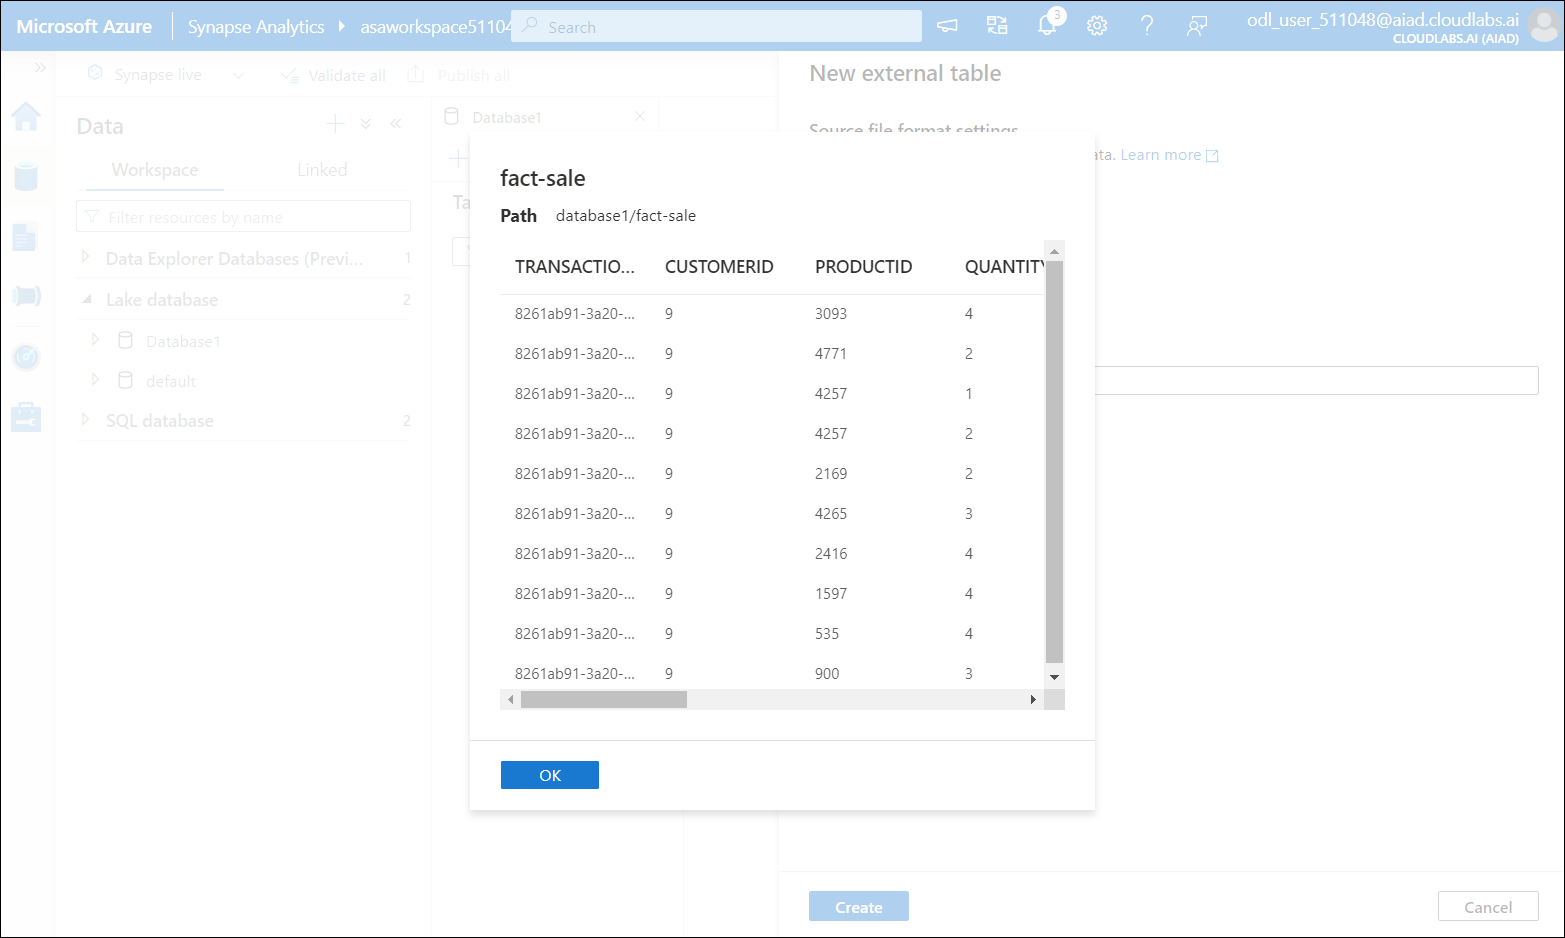 Microsoft Azure
Synapse Analytics
asaworkspace51104
Search
3
odl_user_511048@aiad.cloudlabs.ai
CLOUDLABS.AI (AIAD)
Synapse live
Validate all
Publish all
New external table
Data
Database1
Source file format settings
ata. Learn more
Workspace
Linked
Ta
Filter resources by name
Data Explorer Databases (Previ...
1
Lake database
2
Database1
default
SQL database
2
fact-sale
Path database1/fact-sale
TRANSACTIO... CUSTOMERID PRODUCTID QUANTITY
8261ab91-3a20-... 9 3093 4
8261ab91-3a20-... 9 4771 2
8261ab91-3a20-... 9 4257 1
8261ab91-3a20-... 9 4257 2
8261ab91-3a20-... 9 2169 2
8261ab91-3a20-... 9 4265 3
8261ab91-3a20-... 9 2416 4
8261ab91-3a20-... 9 1597 4
8261ab91-3a20-... 9 535 4
8261ab91-3a20-... 9 900 3
OK
Create
Cancel